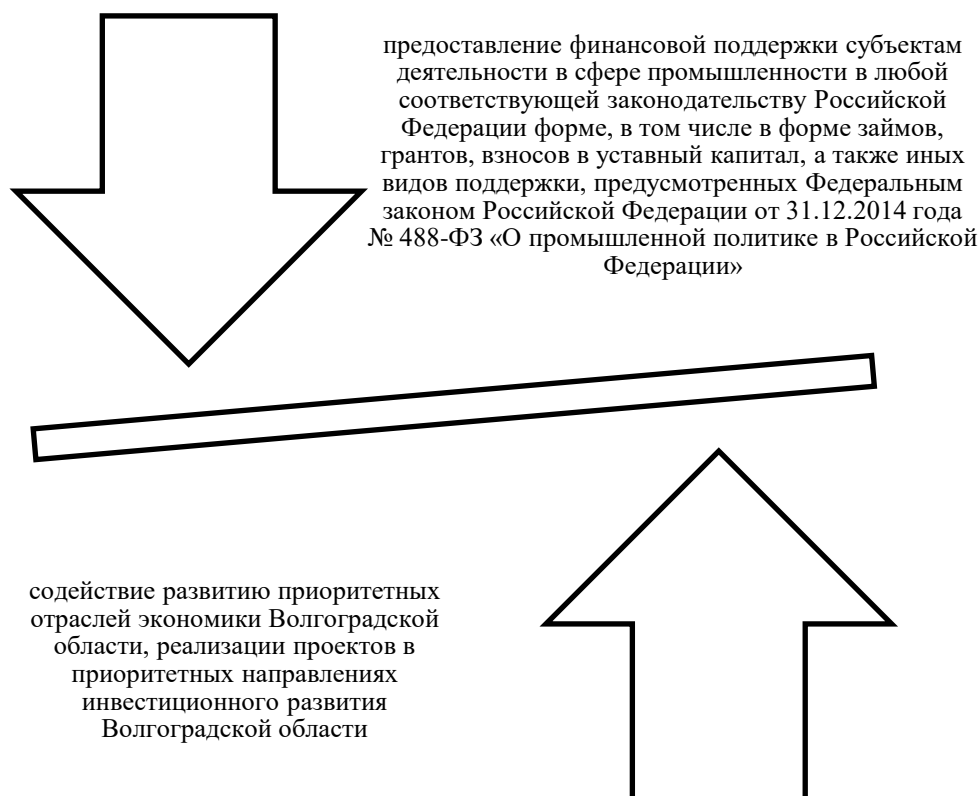 предоставление финансовой поддержки субъектам
деятельности в сфере промышленности в любой
соответствующей законодательству Российской
Федерации форме, в том числе в форме займов,
грантов, взносов в уставный капитал, а также иных
видов поддержки, предусмотренных Федеральным
законом Российской Федерации от 31.12.2014 года
№ 488-ФЗ «О промышленной политике в Российской
Федерации»
содействие развитию приоритетных
отраслей экономики Волгоградской
области, реализации проектов в
приоритетных направлениях
инвестиционного развития
Волгоградской области